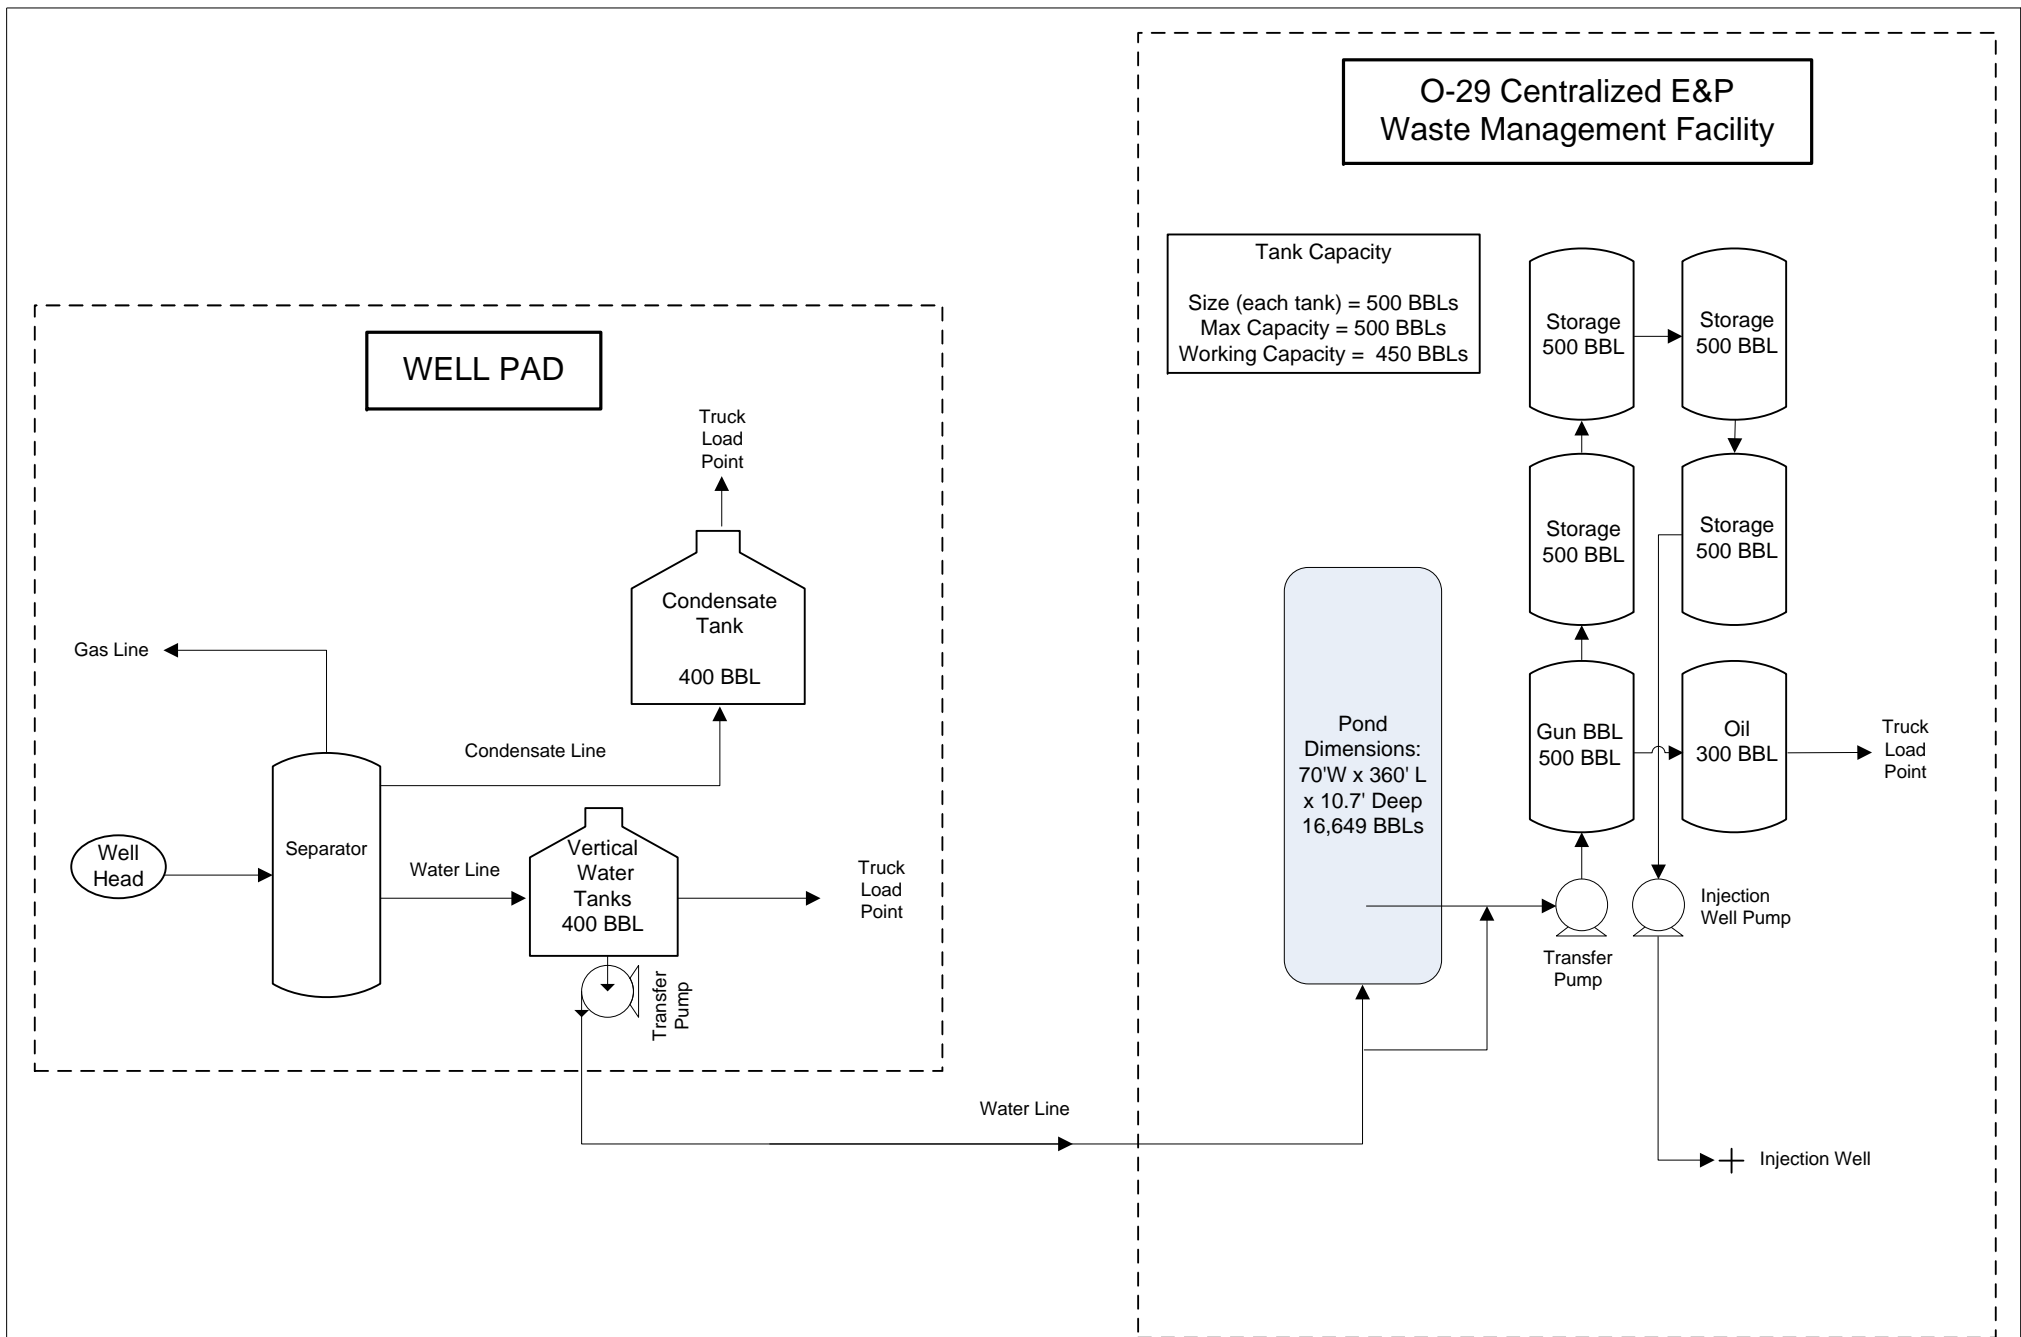 O-29 Centralized E&P
Waste Management Facility
Tank Capacity
Size (each tank) = 500 BBLs
Max Capacity = 500 BBLs
Working Capacity =  450 BBLs
Storage
500 BBL
Storage
500 BBL
WELL PAD
Truck
Load
Point
Storage
500 BBL
Storage
500 BBL
Condensate
Tank
400 BBL
Gas Line
Condensate Line
Pond
Dimensions:
70'W x 360' L
x 10.7' Deep
16,649 BBLs
Gun BBL
500 BBL
Oil
300 BBL
Truck
Load
Point
Well
Head
Separator
Water Line
Vertical
Water
Tanks
400 BBL
Truck
Load
Point
Injection
Well Pump
Transfer
Pump
Transfer
Pump
Water Line
Injection Well